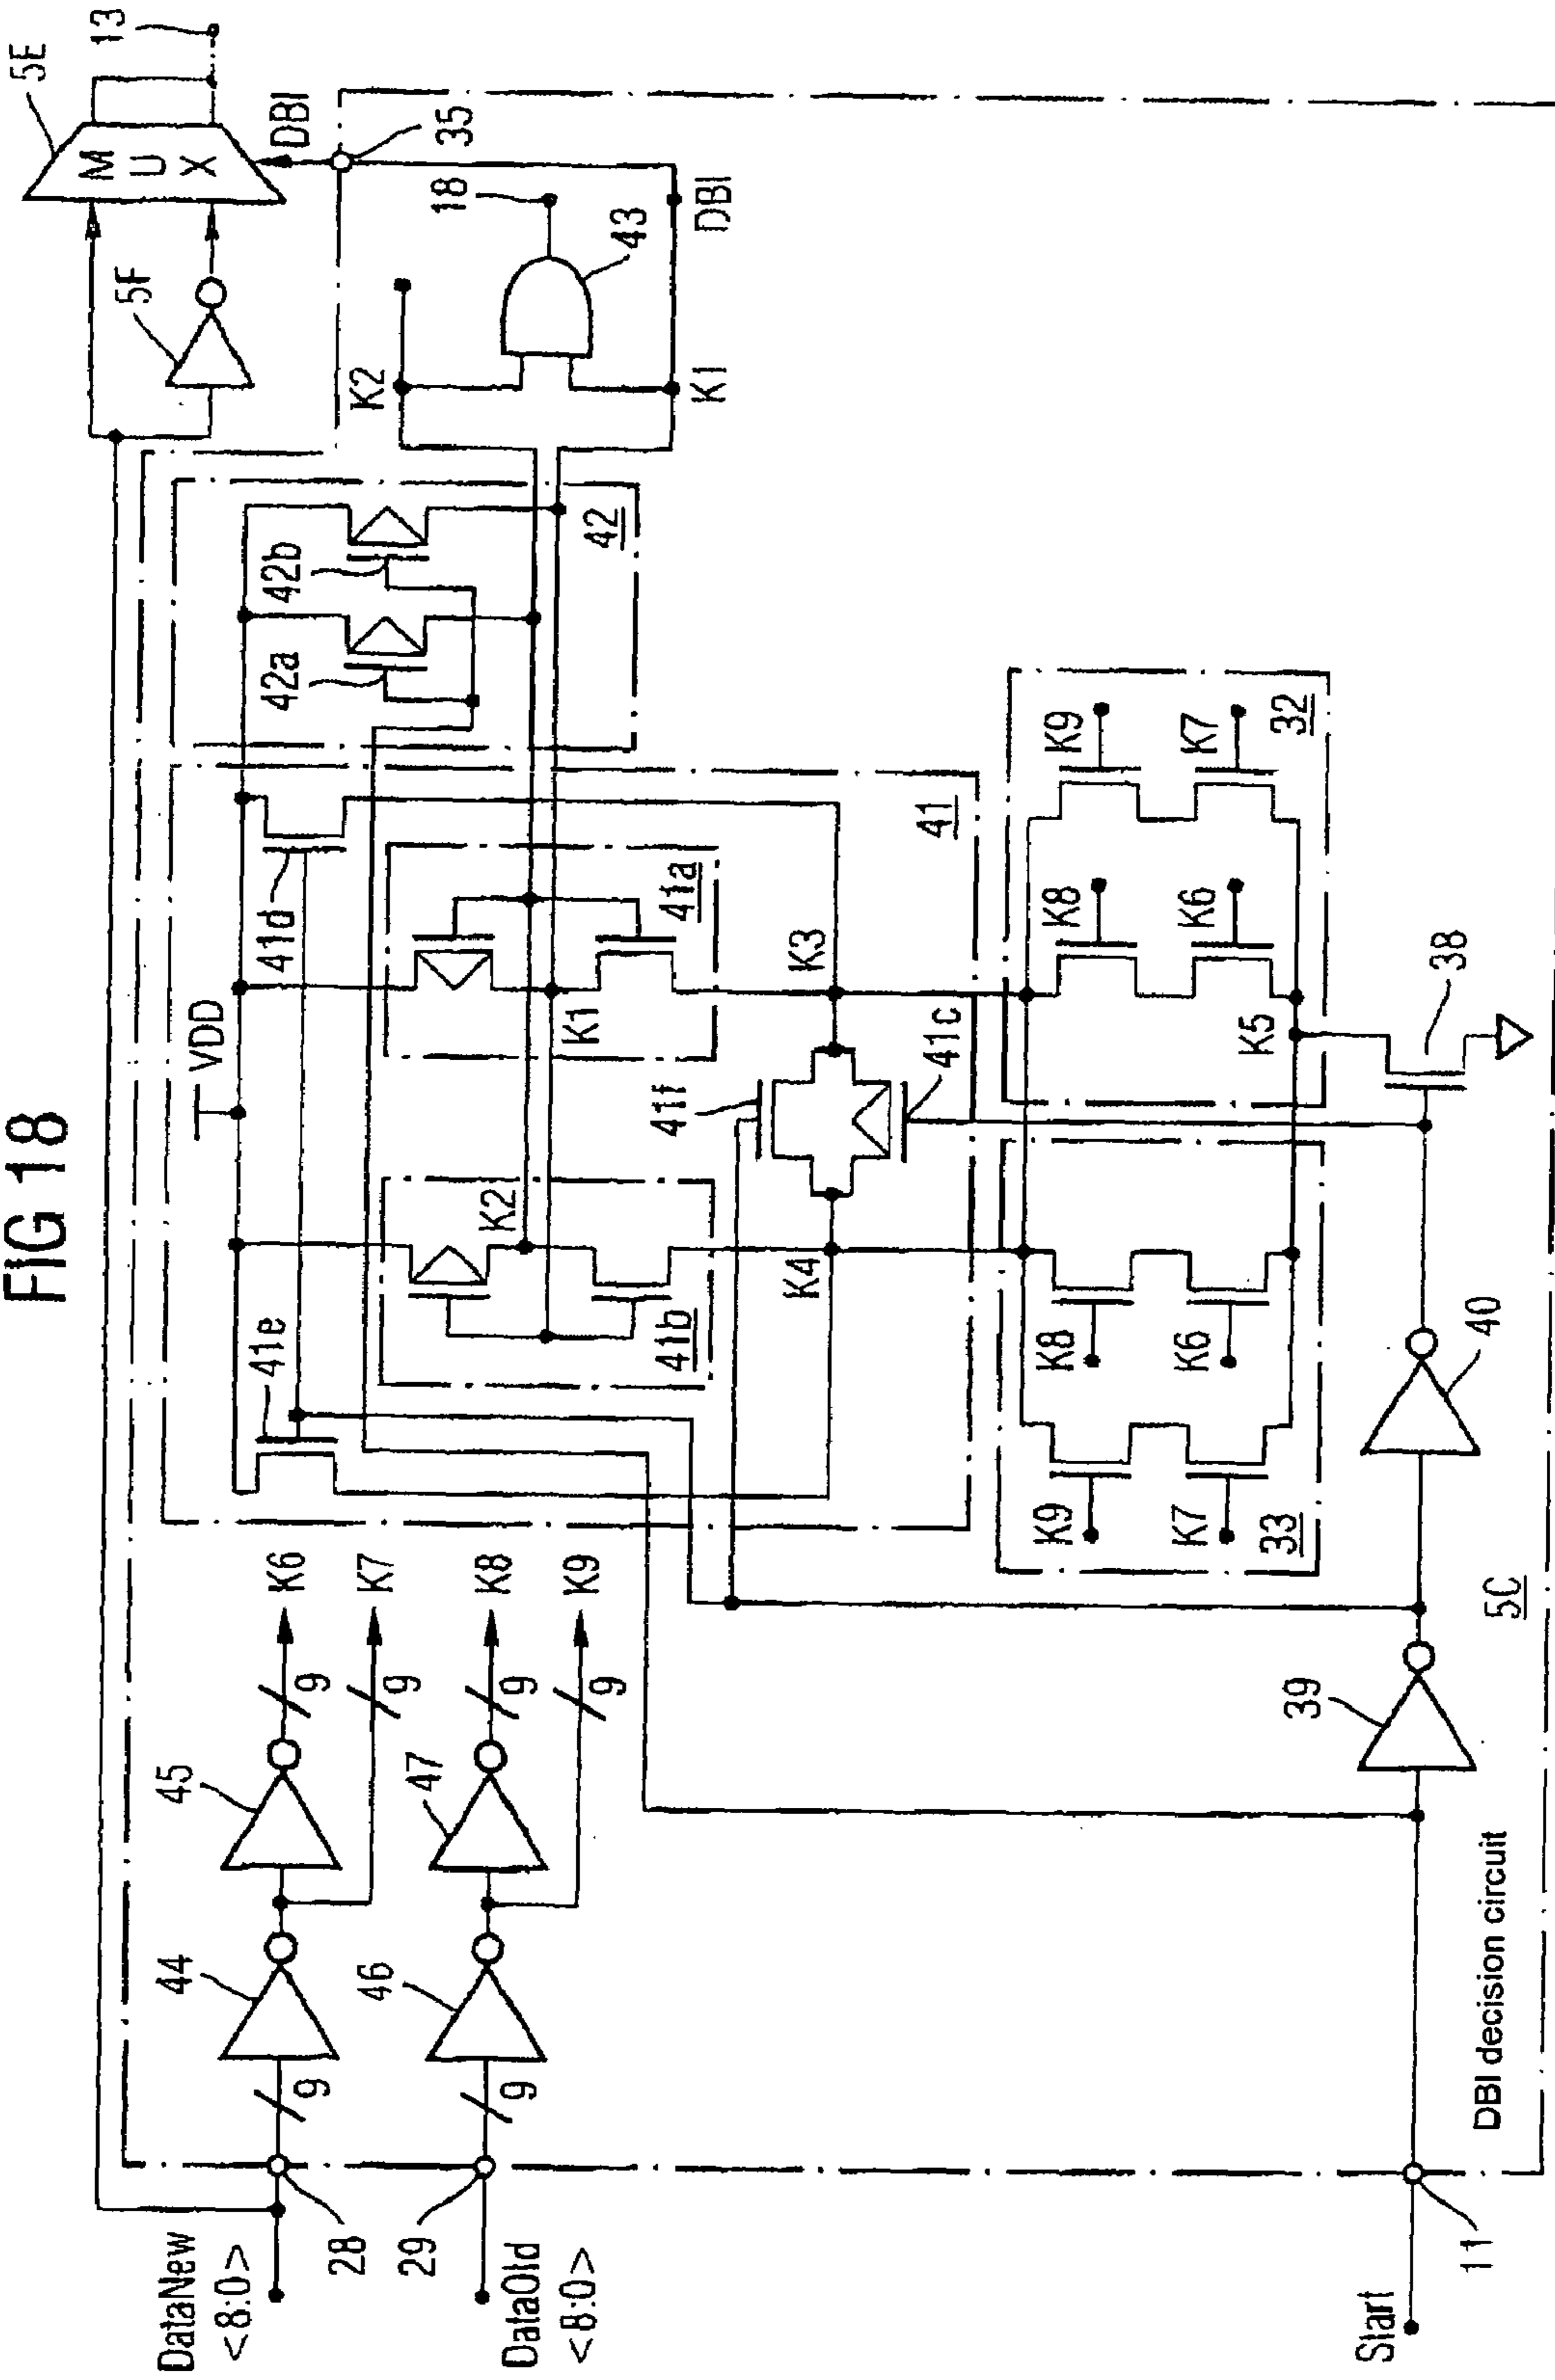 FIG 18
DataNew
<8:0>
28
44
9
45
9
K6
9
K7
DataOld
<8:0>
29
46
9
47
9
K8
9
K9
41e
VDD
41d
42a
42b
42
5F
5E
M
U
X
13
DBI
35
K2
18
43
K1
DBI
K2
41b
K1
41a
41
K4
41f
K3
41c
K9
K8
K7
K6
33
K8
K9
K6
K7
32
K5
38
Start
11
39
40
DBI decision circuit
5C